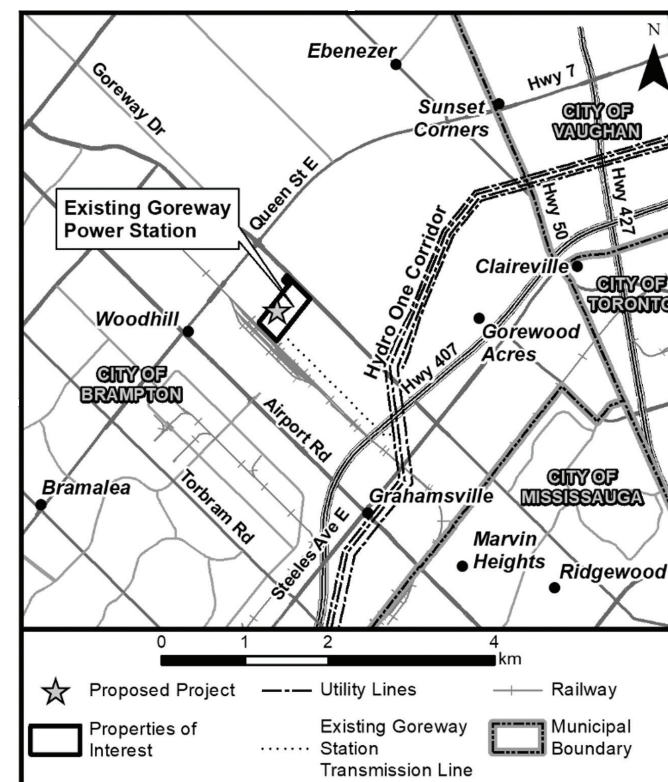 N
Ebenezer
Hwy 7
Goreway Dr
Sunset
Corners
CITY OF
VAUGHAN
Queen St E
Existing Goreway
Power Station
Hydro One Corridor
Hwy 50
Hwy 427
Claireville
CITY OF
TORONTO
Woodhill
Gorewood
Acres
Hwy 407
CITY OF
BRAMPTON
Airport Rd
CITY OF
MISSISSAUGA
Bramalea
Torbram Rd
Grahamsville
Steeles Ave E
Marvin
Heights
Ridgewood
0 1 2 4
km
Proposed Project
Utility Lines
Railway
Properties of
Interest
Existing Goreway
Station
Transmission Line
Municipal
Boundary